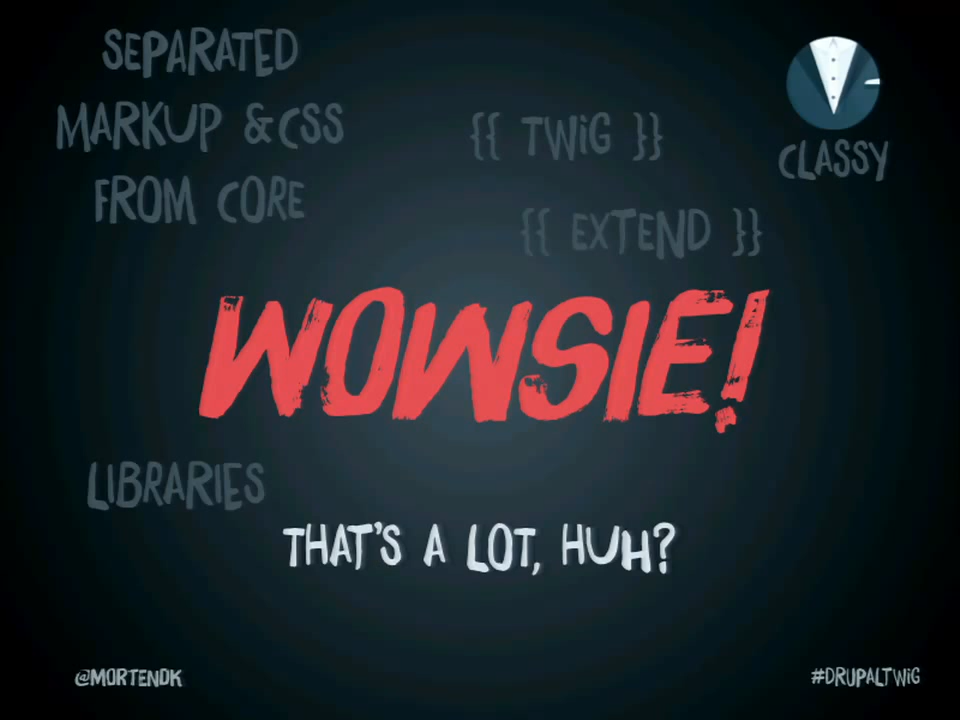 SEPARATED
MARKUP & CSS
FROM CORE
{{ TWiG }}
CLASSY
{{ EXTEND }}
WOWSIE!
LIBRARIES
THAT'S A LOT, HUH?
@MORTENDK
#DRUPALTWiG